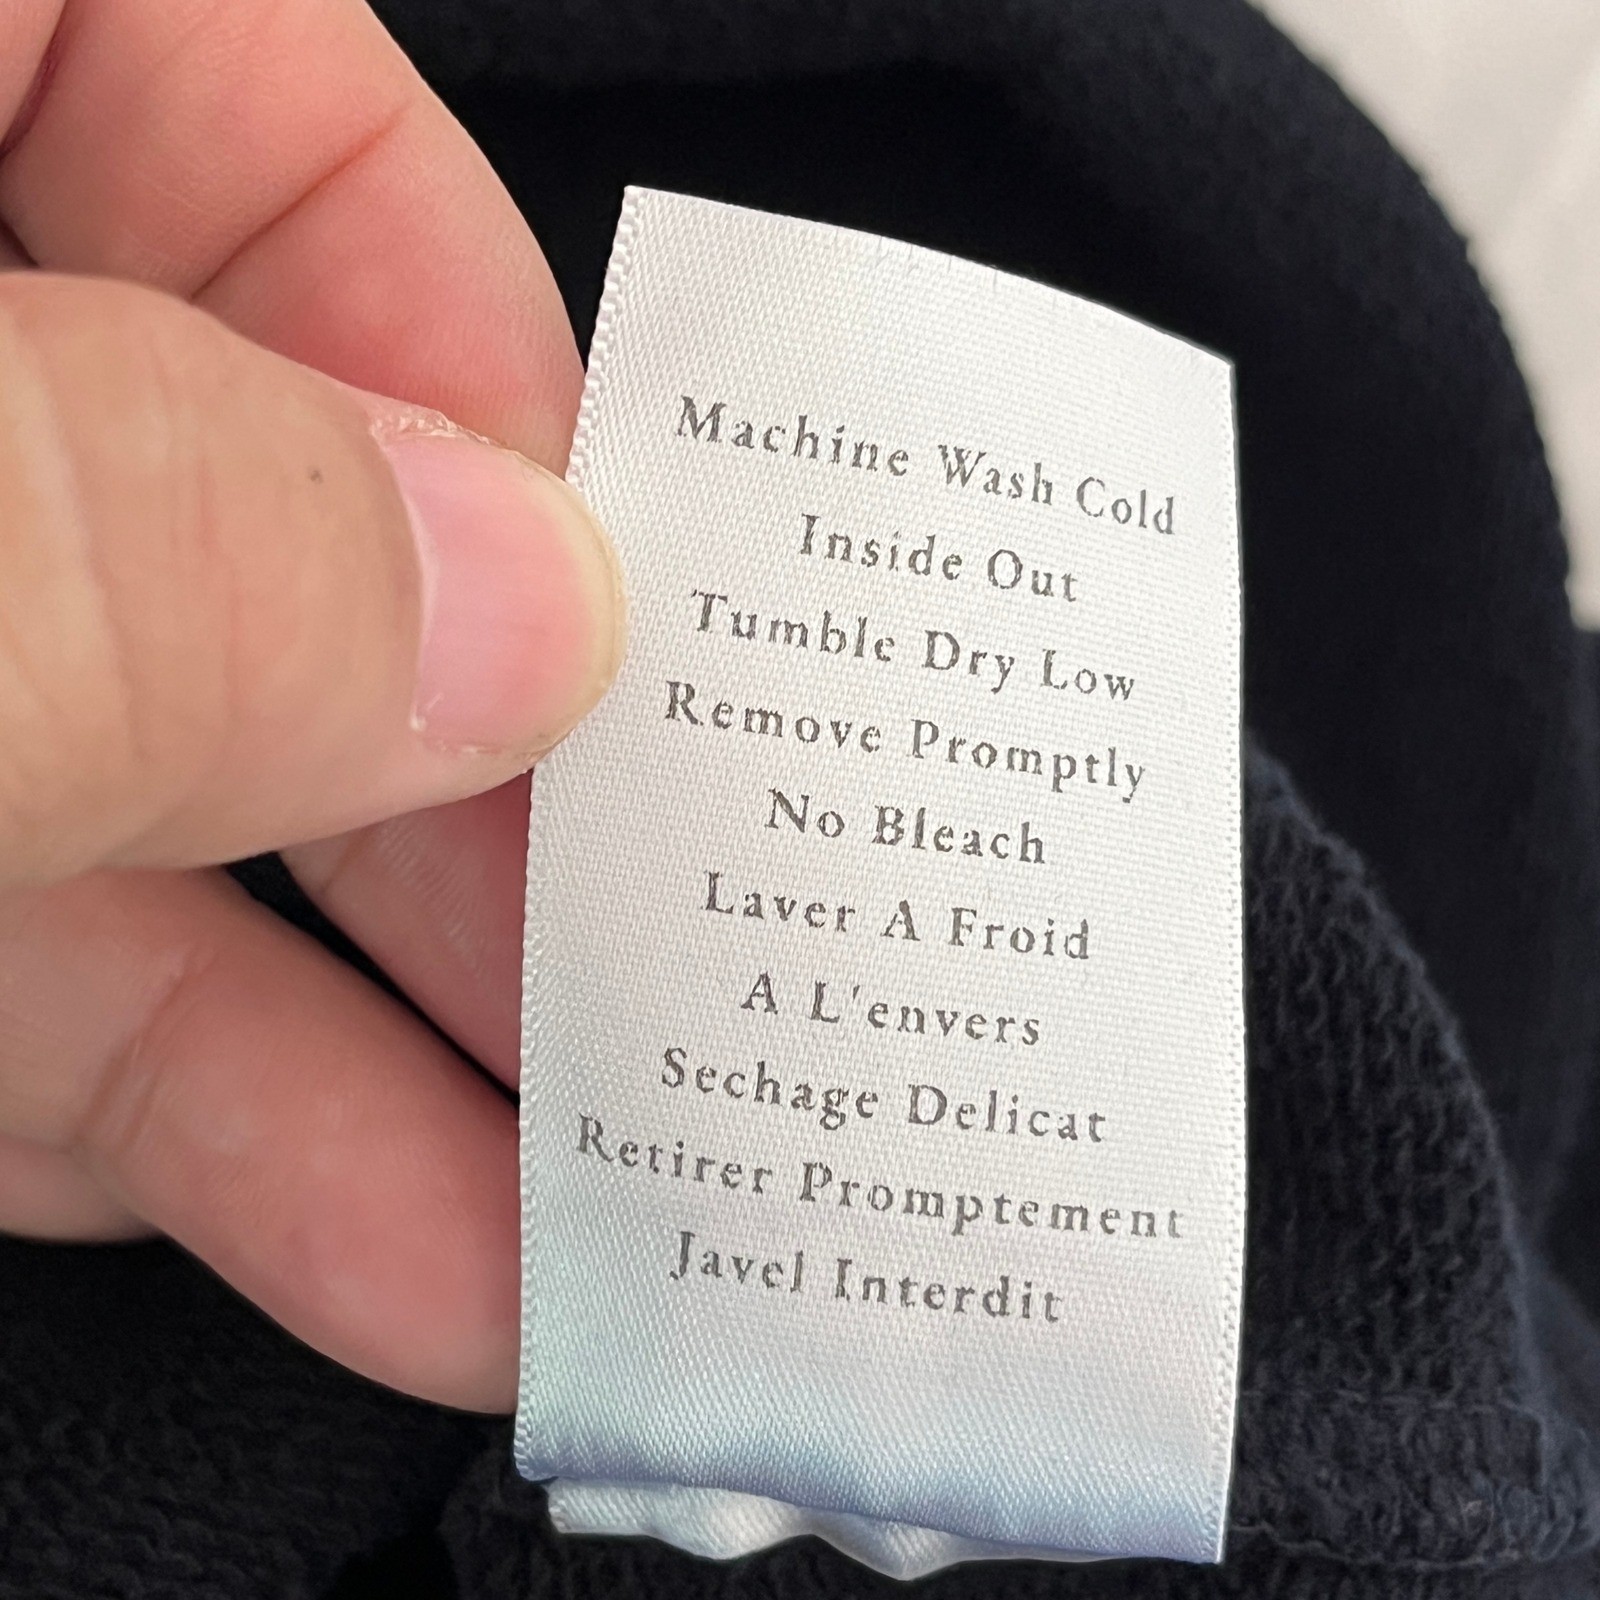 Machine Wash Cold
Inside Out
Tumble Dry Low
Remove Promptly
No Bleach
Laver A Froid
A L'envers
Sechage Delicat
Retirer Promptement
Javel Interdit